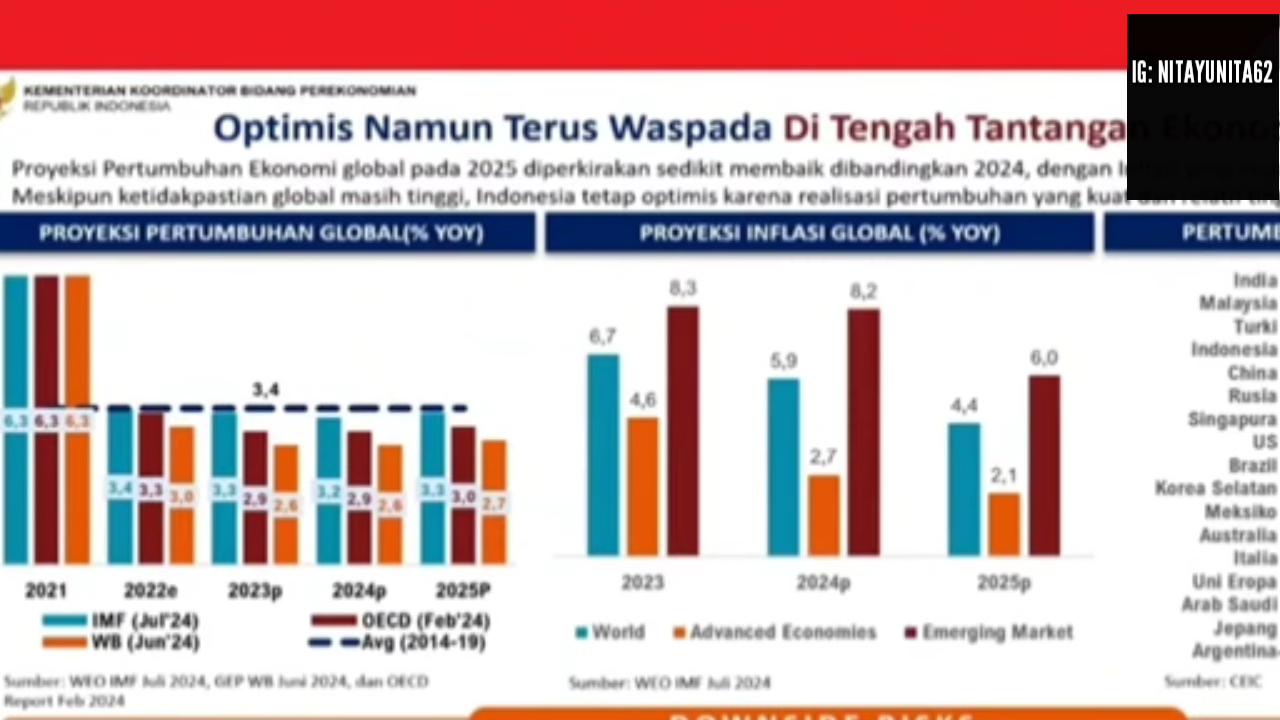 IG: NITAYUNITA62
KEMENTERIAN KOORDINATOR BIDANG PEREKONOMIAN
REPUBLIK INDONESIA
Optimis Namun Terus Waspada Di Tengah Tantangan
Proyeksi Pertumbuhan Ekonomi global pada 2025 diperkirakan sedikit membaik dibandingkan 2024, dengan
Meskipun ketidakpastian global masih tinggi, Indonesia tetap optimis karena realisasi pertumbuhan yang kuat dan relatif
PROYEKSI PERTUMBUHAN GLOBAL(% YOY)
3,4
6,3 6,3 6,3
3,4 3,3 3,0
3,3 2,9 2,6
3,2 2,9 2,6
3,3 3,0 2,7
2021 2022e 2023p 2024p 2025P
IMF (Jul'24) OECD (Feb'24)
WB (Jun'24) Avg (2014-19)
Sumber: WEO IMF Juli 2024, GEP WB Juni 2024, dan OECD
Report Feb 2024
PROYEKSI INFLASI GLOBAL (% YOY)
6,7 4,6 8,3
5,9 2,7 8,2
4,4 2,1 6,0
2023 2024p 2025p
World Advanced Economies Emerging Market
Sumber: WEO IMF Juli 2024
PERTUMB
India
Malaysia
Turki
Indonesia
China
Rusia
Singapura
US
Brazil
Korea Selatan
Meksiko
Australia
Italia
Uni Eropa
Arab Saudi
Jepang
Argentina
Sumber: CEIC
DOWNSIDE RISKS